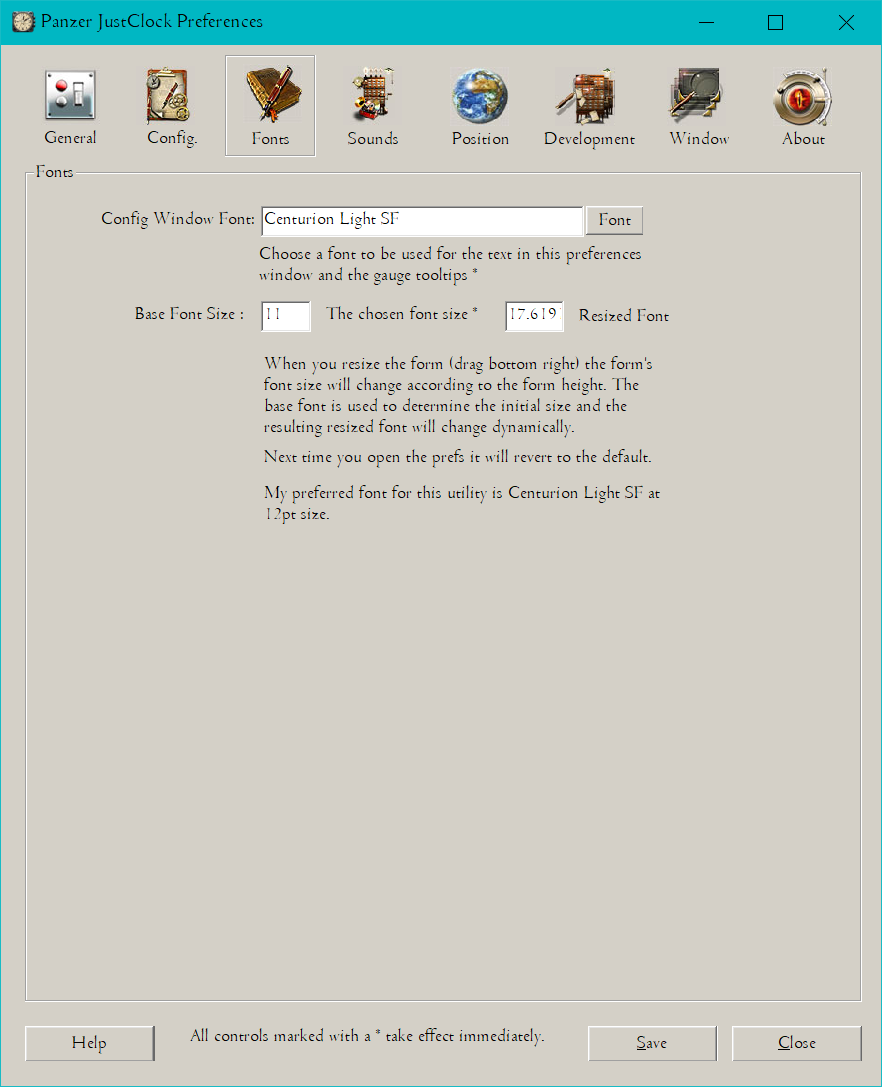 Panzer JustClock Preferences
General Config. Fonts Sounds Position Development Window About
Fonts
Config Window Font: Centurion Light SF Font
Choose a font to be used for the text in this preferences
window and the gauge tooltips *
Base Font Size : 11 The chosen font size * 17.619 Resized Font
When you resize the form (drag bottom right) the form's
font size will change according to the form height. The
base font is used to determine the initial size and the
resulting resized font will change dynamically.
Next time you open the prefs it will revert to the default.
My preferred font for this utility is Centurion Light SF at
12pt size.
Help All controls marked with a * take effect immediately. Save Close